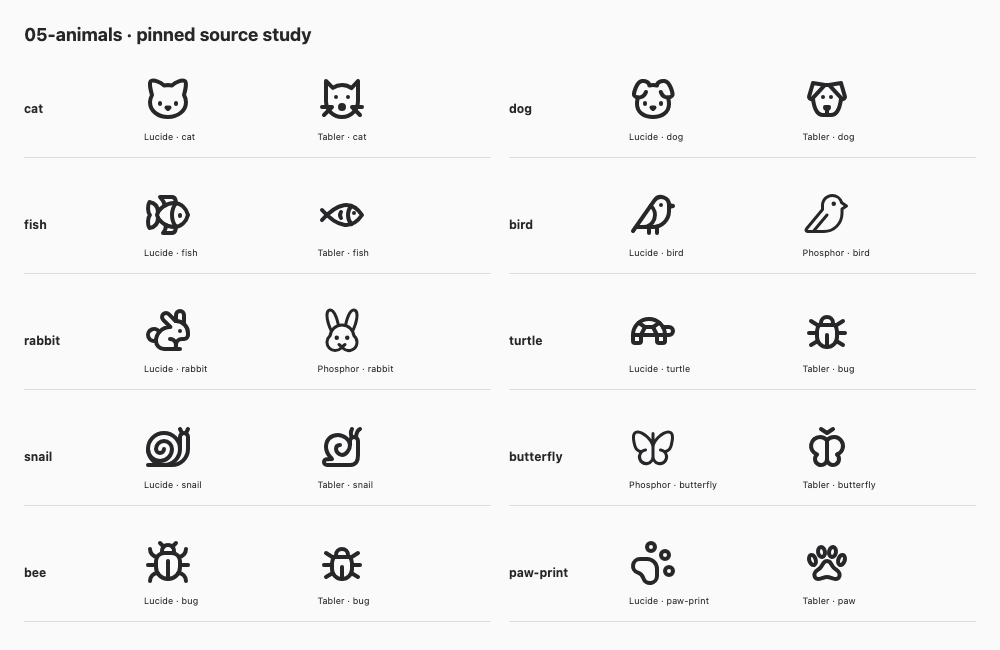 05-animals · pinned source study
cat
Lucide · cat
Tabler · cat
dog
Lucide · dog
Tabler · dog
fish
Lucide · fish
Tabler · fish
bird
Lucide · bird
Phosphor · bird
rabbit
Lucide · rabbit
Phosphor · rabbit
turtle
Lucide · turtle
Tabler · bug
snail
Lucide · snail
Tabler · snail
butterfly
Phosphor · butterfly
Tabler · butterfly
bee
Lucide · bug
Tabler · bug
paw-print
Lucide · paw-print
Tabler · paw